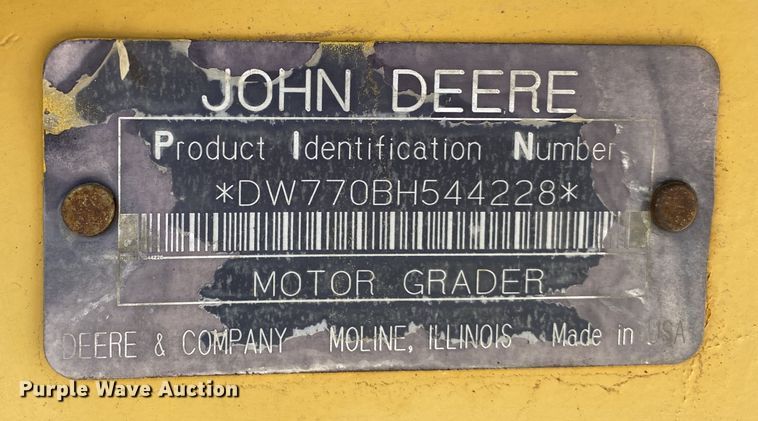 JOHN DEERE
Product Identification Number
*DW770BH544228*
MOTOR GRADER
DEERE & COMPANY MOLINE, ILLINOIS Made in USA
Purple Wave Auction